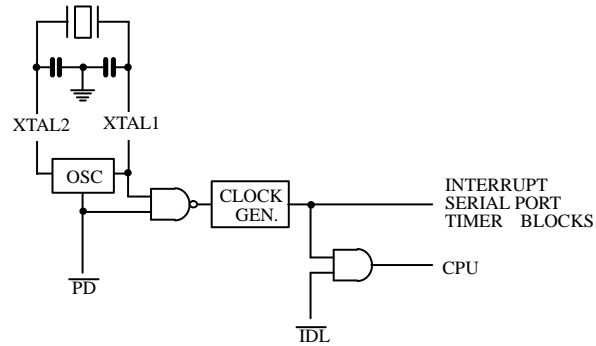 XTAL2 XTAL1
OSC
CLOCK
GEN.
INTERRUPT
SERIAL PORT
TIMER BLOCKS
CPU
PD
IDL